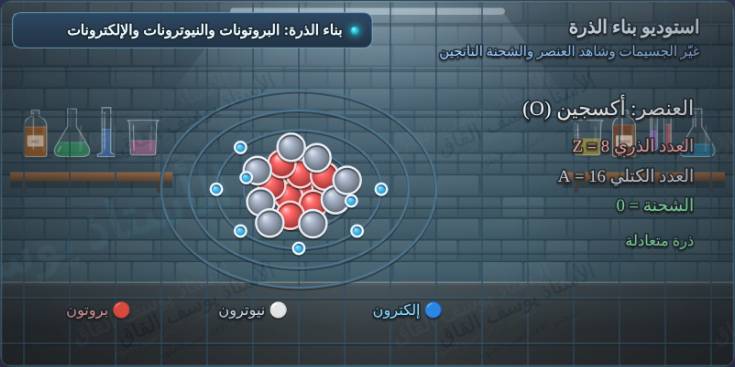 استوديو بناء الذرة
غيّر الجسيمات وشاهد العنصر والشحنة الناتجين
بناء الذرة: البروتونات والنيوترونات والإلكترونات
العنصر: أكسجين (O)
العدد الذري Z = 8
العدد الكتلي A = 16
الشحنة = 0
ذرة متعادلة
إلكترون
نيوترون
بروتون